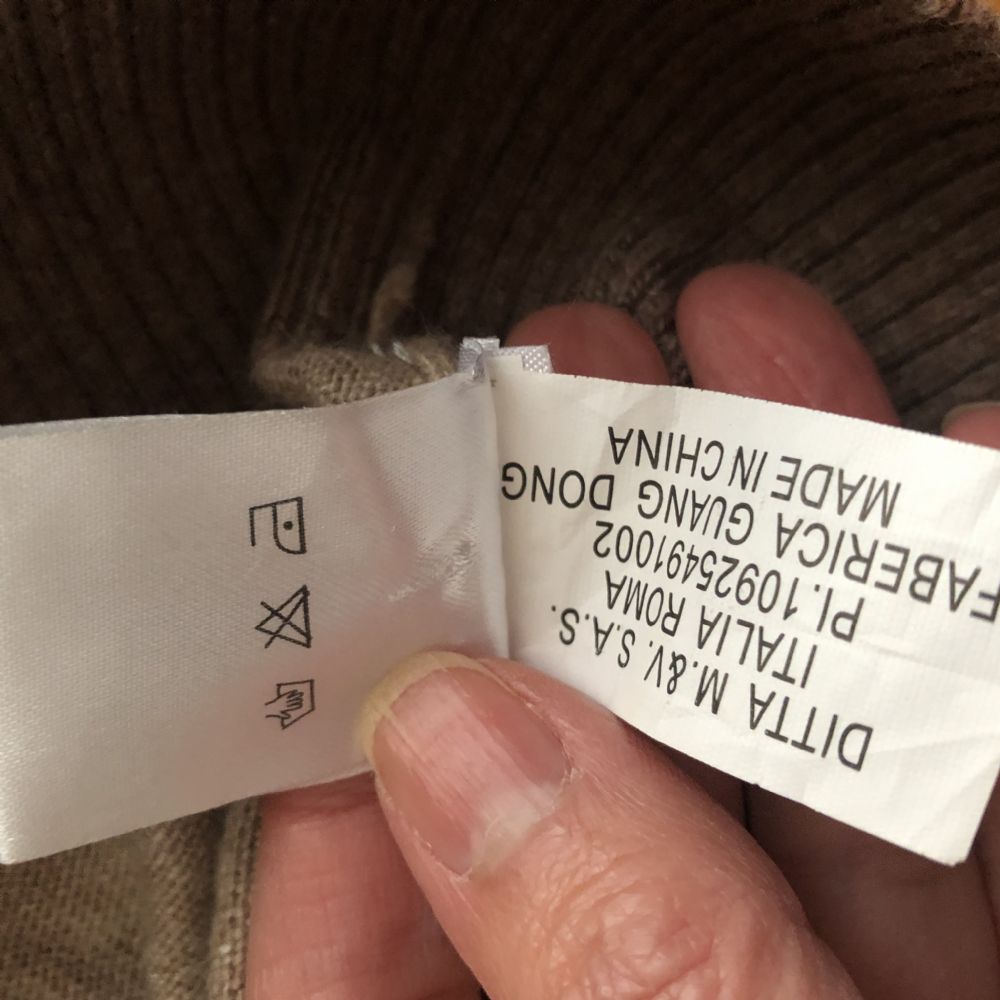 DITTA M.&V. S.A.S.
ITALIA ROMA
PI.10925491002
FABERICA GUANG DONG
MADE IN CHINA